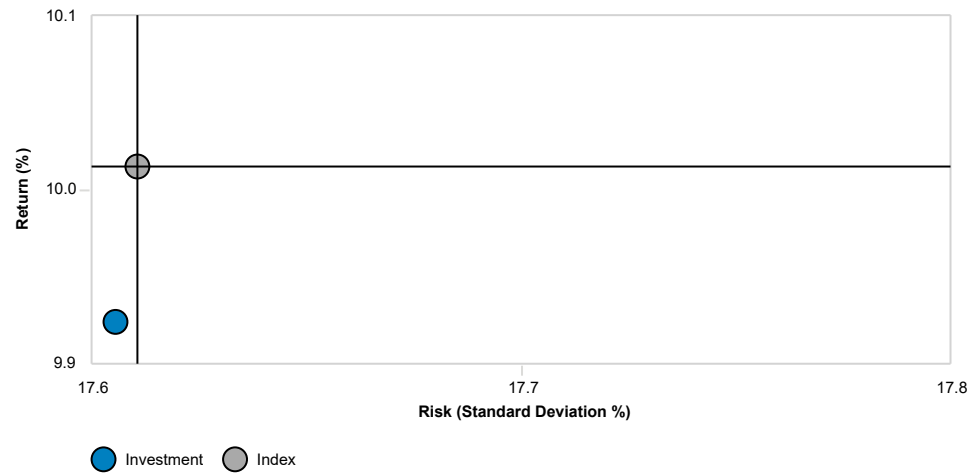 10.1
10.0
9.9
Return (%)
17.6
17.7
17.8
Risk (Standard Deviation %)
Investment
Index